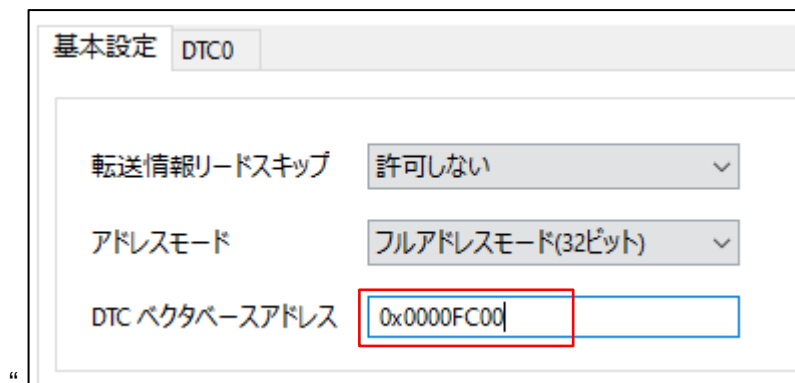 基本設定 DTC0
転送情報リードスキップ 許可しない
アドレスモード フルアドレスモード(32ビット)
DTC ベクタベースアドレス 0x0000FC00
“